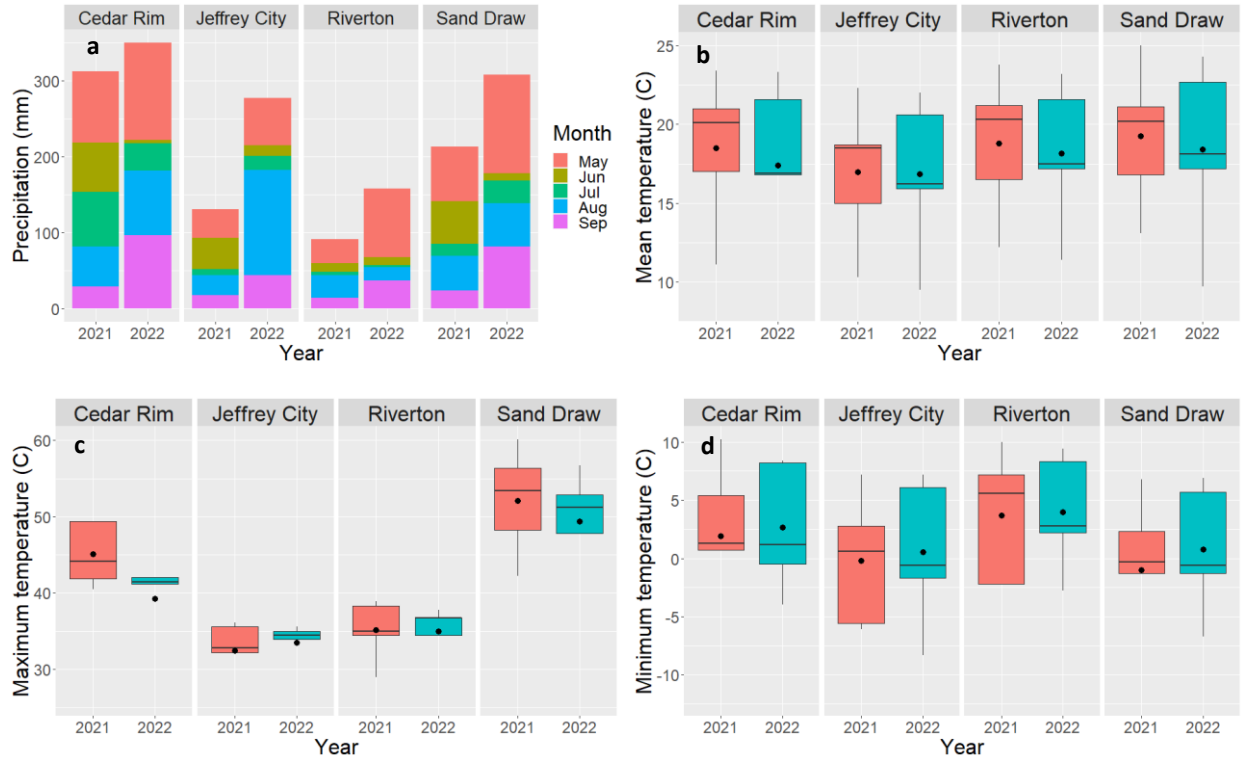 Cedar Rim Jeffrey City Riverton Sand Draw
a
300
200
100
0
Precipitation (mm)
2021 2022 2021 2022 2021 2022 2021 2022
Year
Month
May
Jun
Jul
Aug
Sep
Cedar Rim Jeffrey City Riverton Sand Draw
b
25
20
15
10
Mean temperature (C)
2021 2022 2021 2022 2021 2022 2021 2022
Year
Cedar Rim Jeffrey City Riverton Sand Draw
c
60
50
40
30
Maximum temperature (C)
2021 2022 2021 2022 2021 2022 2021 2022
Year
Cedar Rim Jeffrey City Riverton Sand Draw
d
10
5
0
-5
-10
Minimum temperature (C)
2021 2022 2021 2022 2021 2022 2021 2022
Year